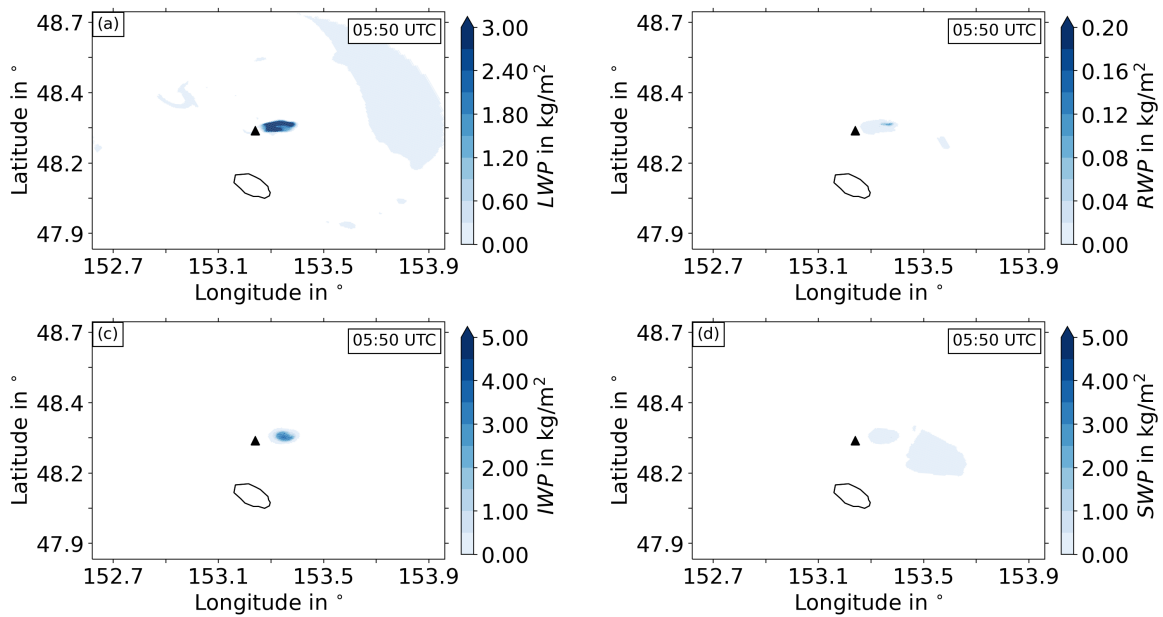 (a)
05:50 UTC
48.7
48.4
48.2
47.9
Latitude in °
152.7 153.1 153.5 153.9
Longitude in °
3.00
2.40
1.80
1.20
0.60
0.00
LWP in kg/m²
05:50 UTC
48.7
48.4
48.2
47.9
Latitude in °
152.7 153.1 153.5 153.9
Longitude in °
0.20
0.16
0.12
0.08
0.04
0.00
RWP in kg/m²
(c)
05:50 UTC
48.7
48.4
48.2
47.9
Latitude in °
152.7 153.1 153.5 153.9
Longitude in °
5.00
4.00
3.00
2.00
1.00
0.00
IWP in kg/m²
(d)
05:50 UTC
48.7
48.4
48.2
47.9
Latitude in °
152.7 153.1 153.5 153.9
Longitude in °
5.00
4.00
3.00
2.00
1.00
0.00
SWP in kg/m²